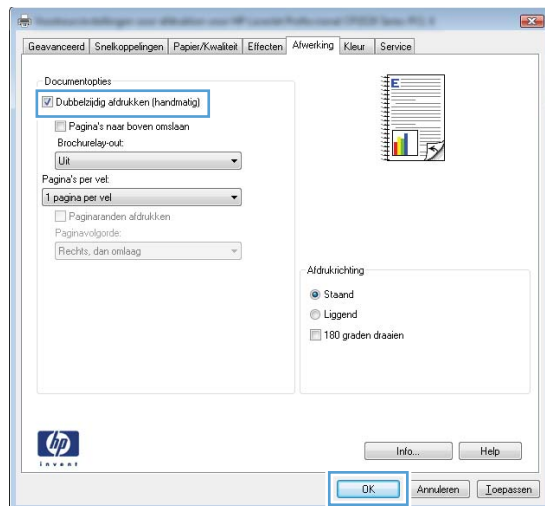 Geavanceerd Snelkoppelingen Papier/Kwaliteit Effecten Afwerking Kleur Service
Documentopties
Dubbelzijdig afdrukken (handmatig)
Pagina's naar boven omslaan
Brochurelay-out:
Uit
Pagina's per vel:
1 pagina per vel
Paginaranden afdrukken
Paginavolgorde:
Rechts, dan omlaag
E
Afdrukrichting
Staand
Liggend
180 graden draaien
hp
invent
Info... Help
OK Annuleren Toepassen